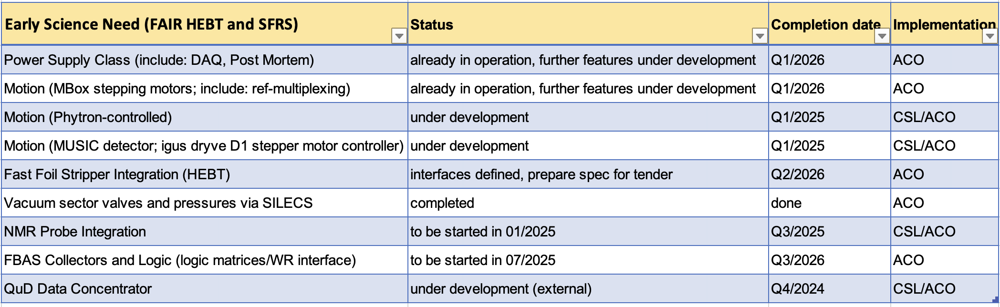 Early Science Need (FAIR HEBT and SFRS) Status Completion date Implementation
Power Supply Class (include: DAQ, Post Mortem) already in operation, further features under development Q1/2026 ACO
Motion (MBox stepping motors; include: ref-multiplexing) already in operation, further features under development Q1/2026 ACO
Motion (Phytron-controlled) under development Q1/2025 CSL/ACO
Motion (MUSIC detector; igus dryve D1 stepper motor controller) under development Q1/2025 CSL/ACO
Fast Foil Stripper Integration (HEBT) interfaces defined, prepare spec for tender Q2/2026 ACO
Vacuum sector valves and pressures via SILECS completed done ACO
NMR Probe Integration to be started in 01/2025 Q3/2025 CSL/ACO
FBAS Collectors and Logic (logic matrices/WR interface) to be started in 07/2025 Q3/2026 ACO
QuD Data Concentrator under development (external) Q4/2024 CSL/ACO